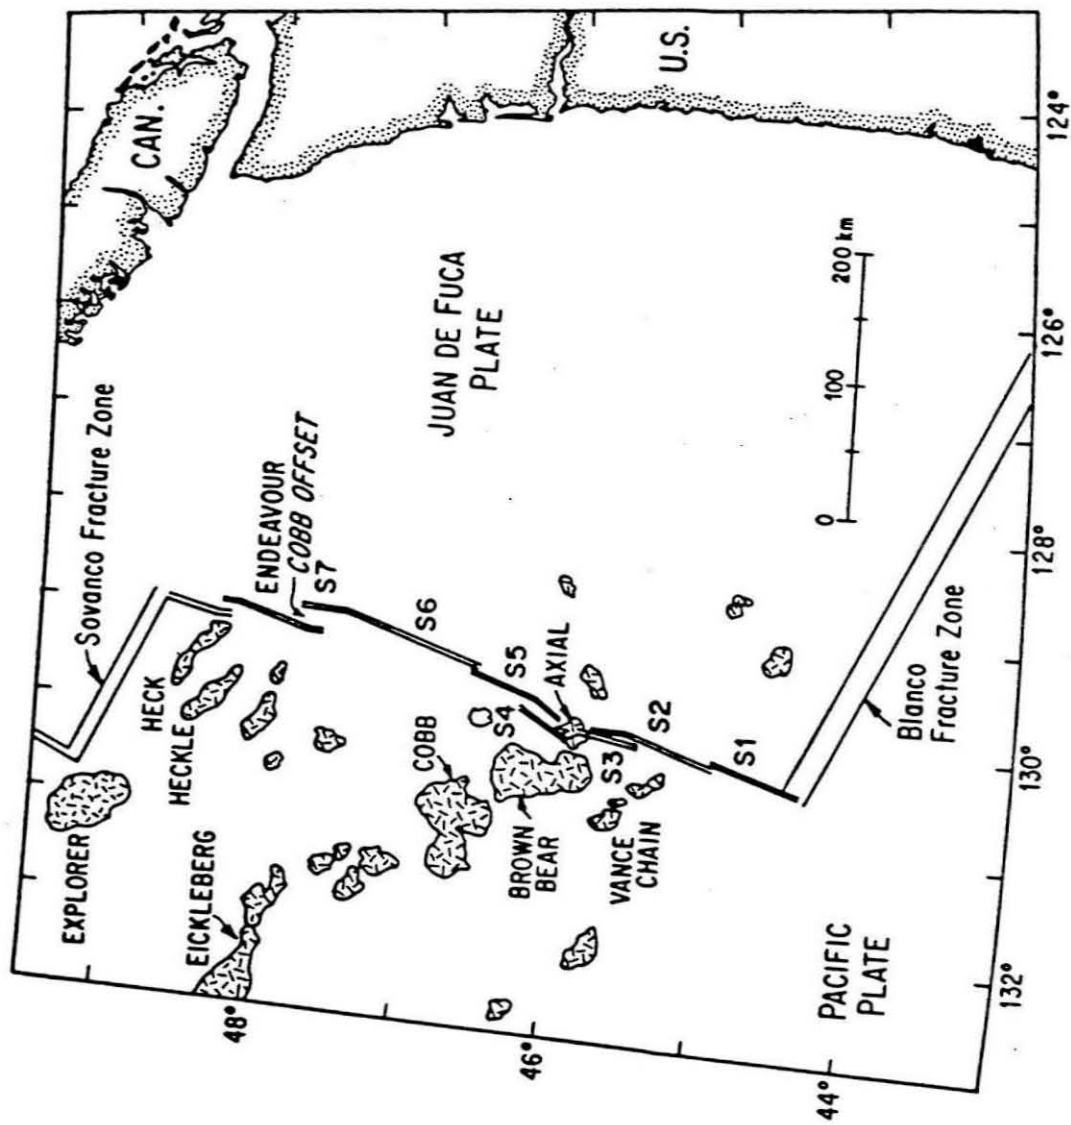 CAN.
U.S.
Sovanco Fracture Zone
ENDEAVOUR
COBB OFFSET
S7
S6
S5
S4
AXIAL
S3
S2
S1
JUAN DE FUCA
PLATE
0
100
200 km
EXPLORER
HECK
HECKLE
EICKLEBERG
COBB
BROWN
BEAR
VANCE
CHAIN
Blanco
Fracture Zone
PACIFIC
PLATE
48°
46°
44°
124°
126°
128°
130°
132°